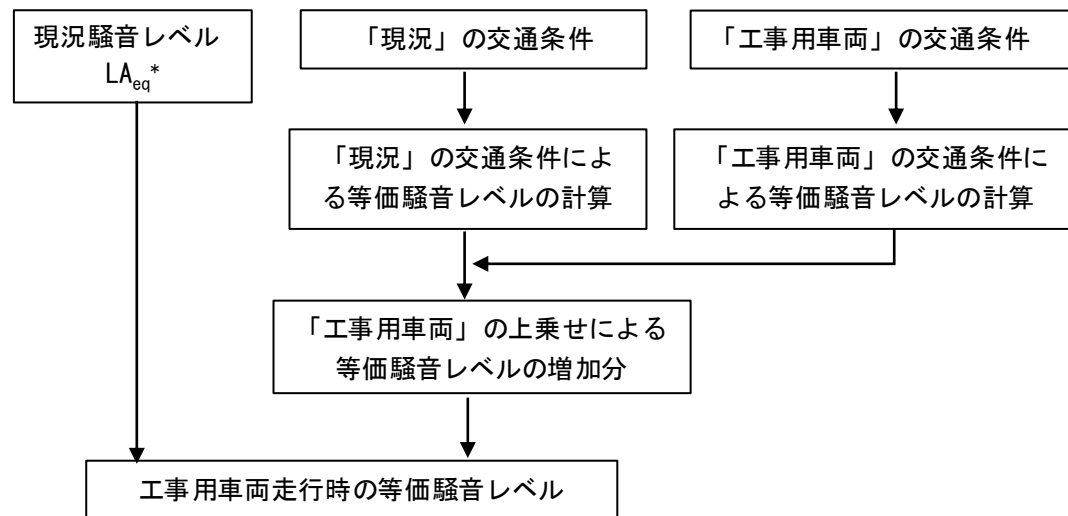 現況騒音レベル
LAeq*
「現況」の交通条件
「工事用車両」の交通条件
「現況」の交通条件によ
る等価騒音レベルの計算
「工事用車両」の交通条件に
よる等価騒音レベルの計算
「工事用車両」の上乗せによる
等価騒音レベルの増加分
工事用車両走行時の等価騒音レベル